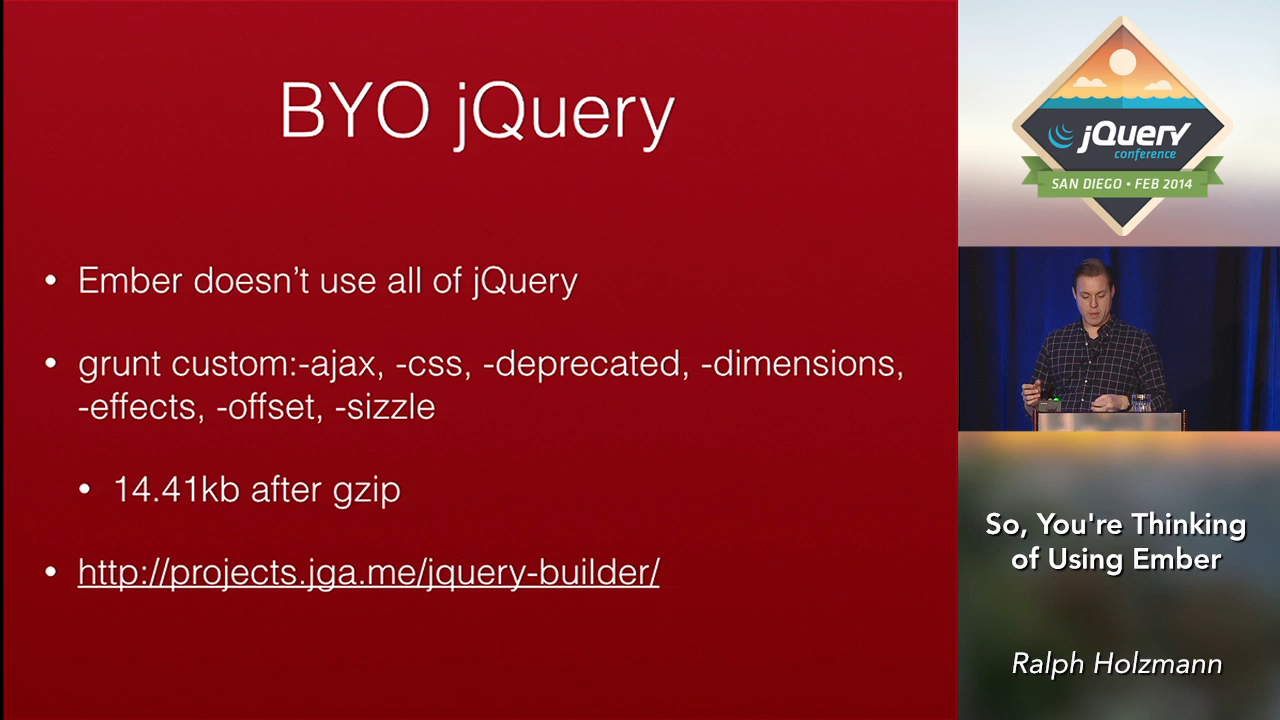 BYO jQuery
• Ember doesn’t use all of jQuery
• grunt custom:-ajax, -css, -deprecated, -dimensions,
-effects, -offset, -sizzle
• 14.41kb after gzip
• http://projects.jga.me/jquery-builder/
jQuery
conference
SAN DIEGO • FEB 2014
So, You're Thinking
of Using Ember
Ralph Holzmann